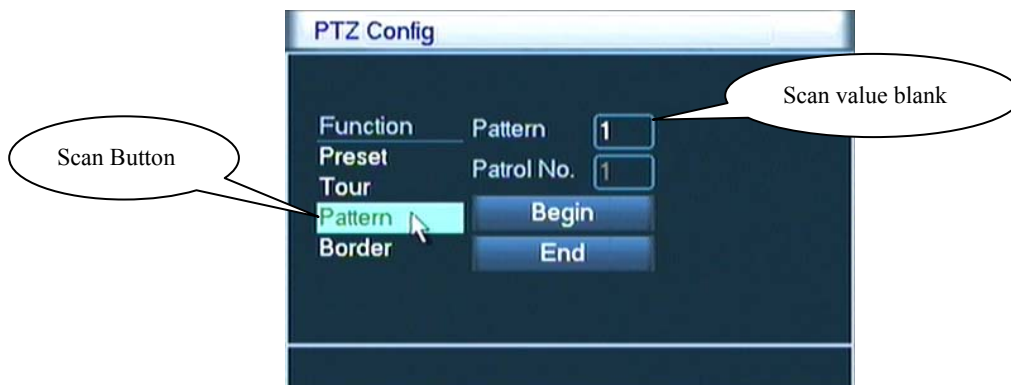 PTZ Config
Scan value blank
Function Pattern 1
Scan Button
Preset
Patrol No. 1
Tour
Pattern Begin
Border End